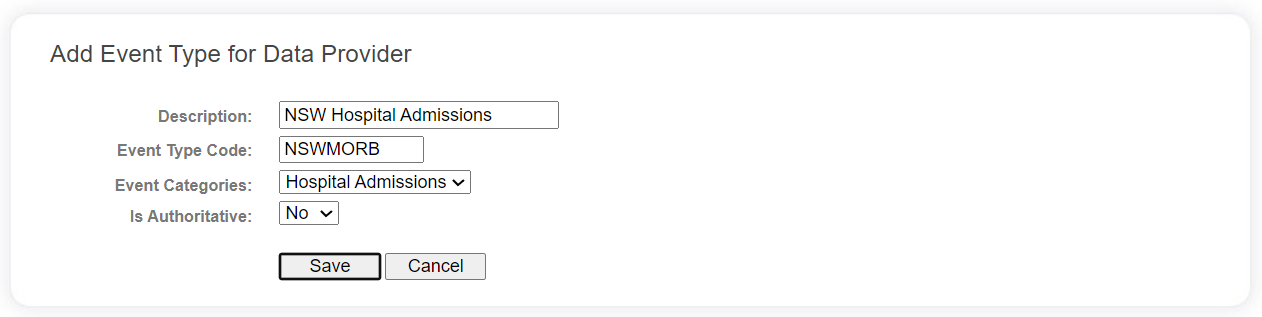 Add Event Type for Data Provider
Description: NSW Hospital Admissions
Event Type Code: NSWMORB
Event Categories: Hospital Admissions
Is Authoritative: No
Save Cancel